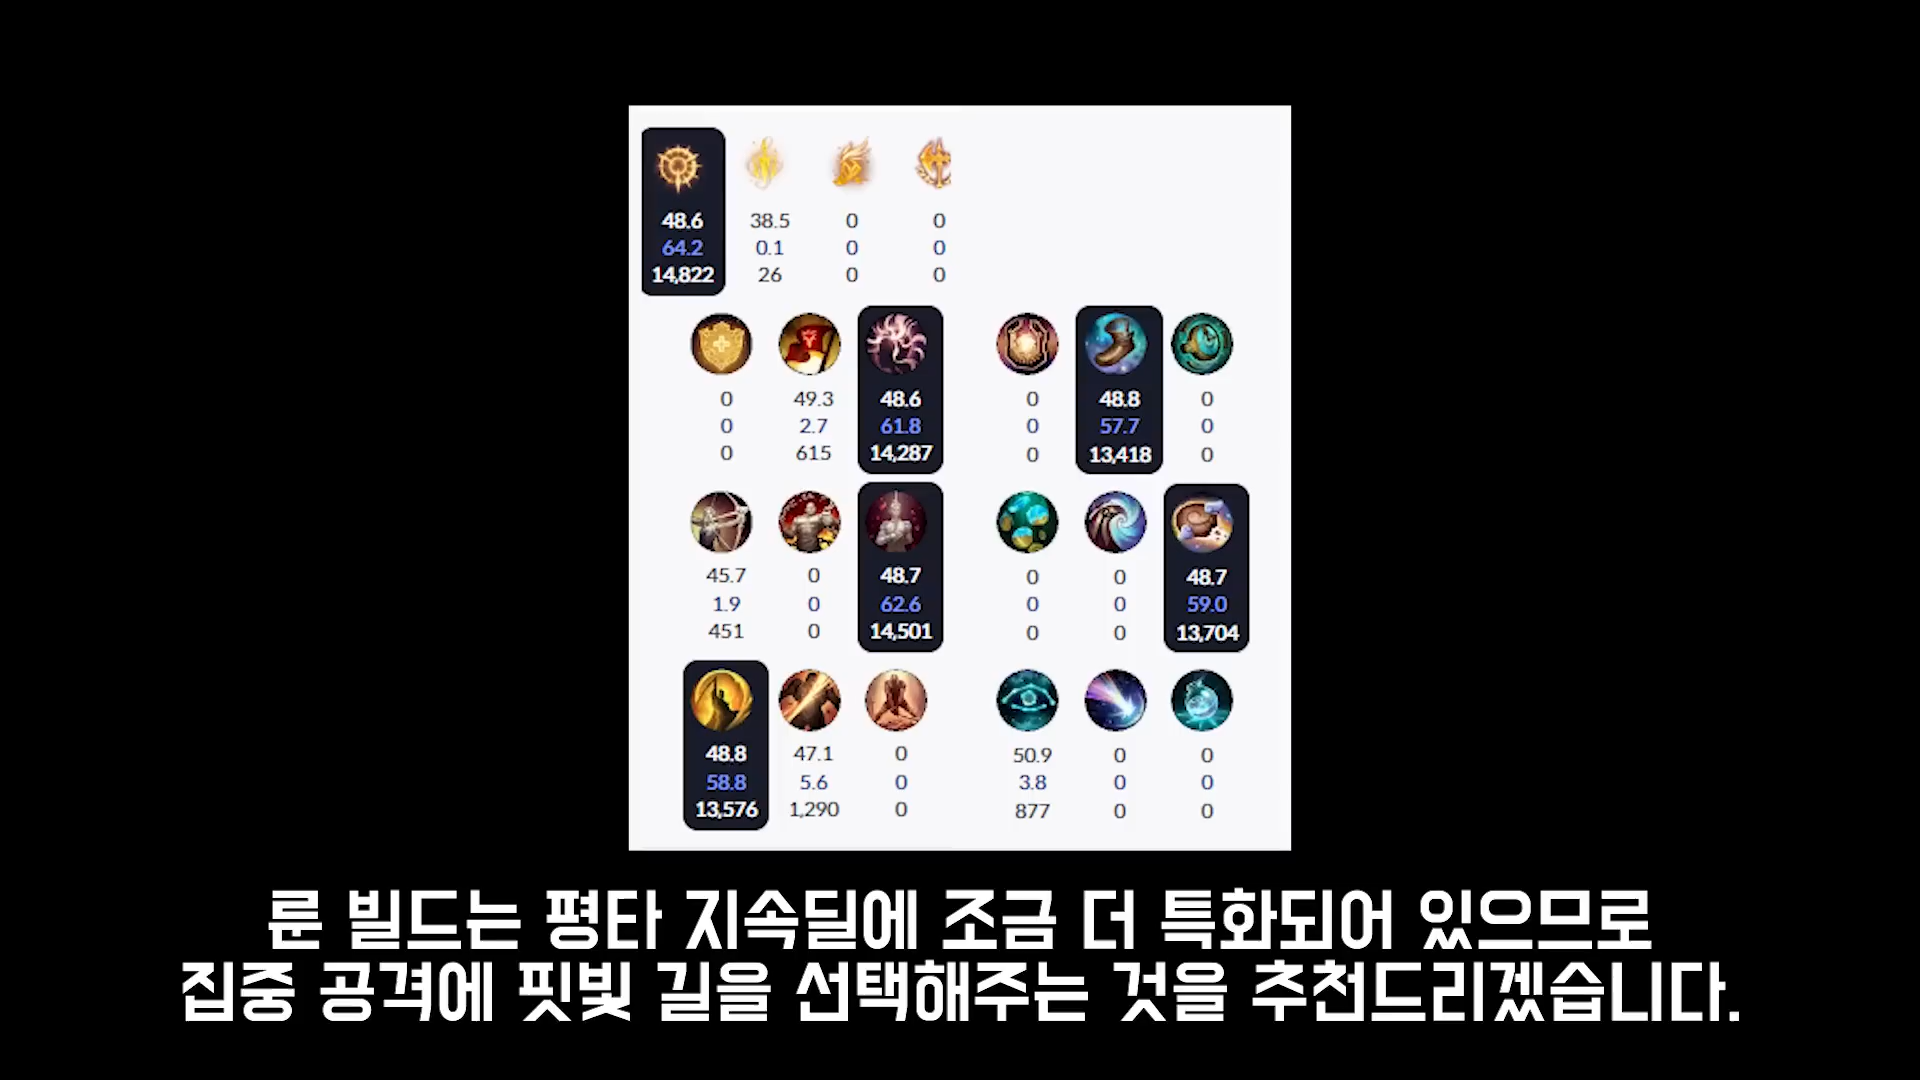 48.6 38.5 0 0
64.2 0.1 0 0
14,822 26 0 0
0 49.3 48.6 0 48.8 0
0 2.7 61.8 0 57.7 0
0 615 14,287 0 13,418 0
45.7 0 48.7 0 0 48.7
1.9 0 62.6 0 0 59.0
451 0 14,501 0 0 13,704
48.8 47.1 0 50.9 0 0
58.8 5.6 0 3.8 0 0
13,576 1,290 0 877 0 0
룬 빌드는 평타 지속딜에 조금 더 특화되어 있으므로
집중 공격에 핏빛 길을 선택해주는 것을 추천드리겠습니다.